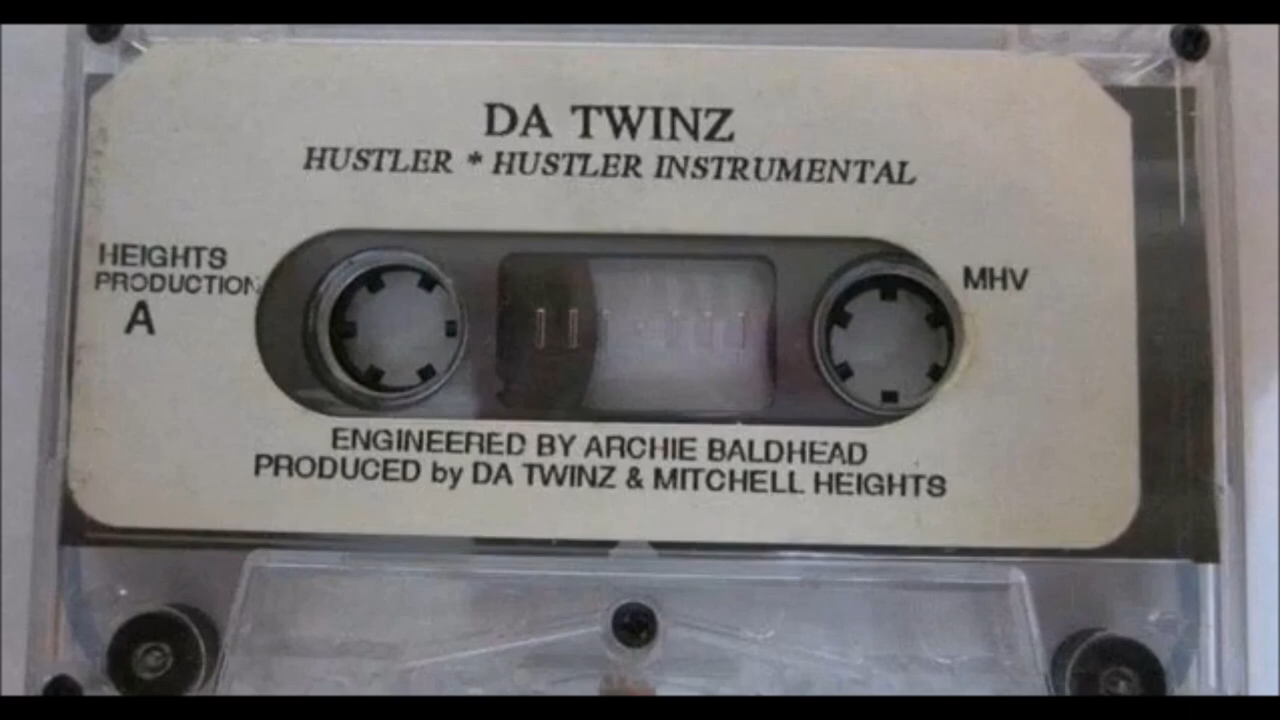 DA TWINZ
HUSTLER * HUSTLER INSTRUMENTAL
HEIGHTS
PRODUCTION
A
MHV
ENGINEERED BY ARCHIE BALDHEAD
PRODUCED by DA TWINZ & MITCHELL HEIGHTS